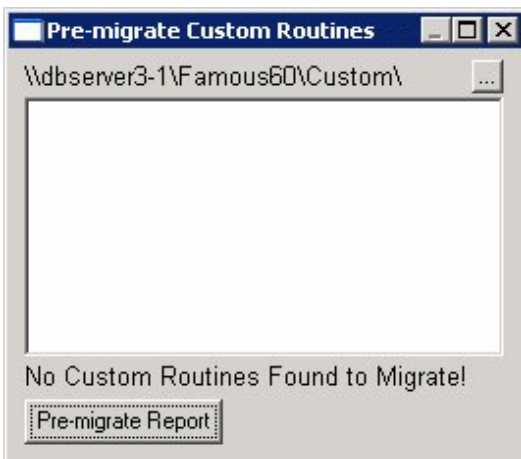 Pre-migrate Custom Routines
\\dbserver3-1\Famous60\Custom\ ...
No Custom Routines Found to Migrate!
Pre-migrate Report